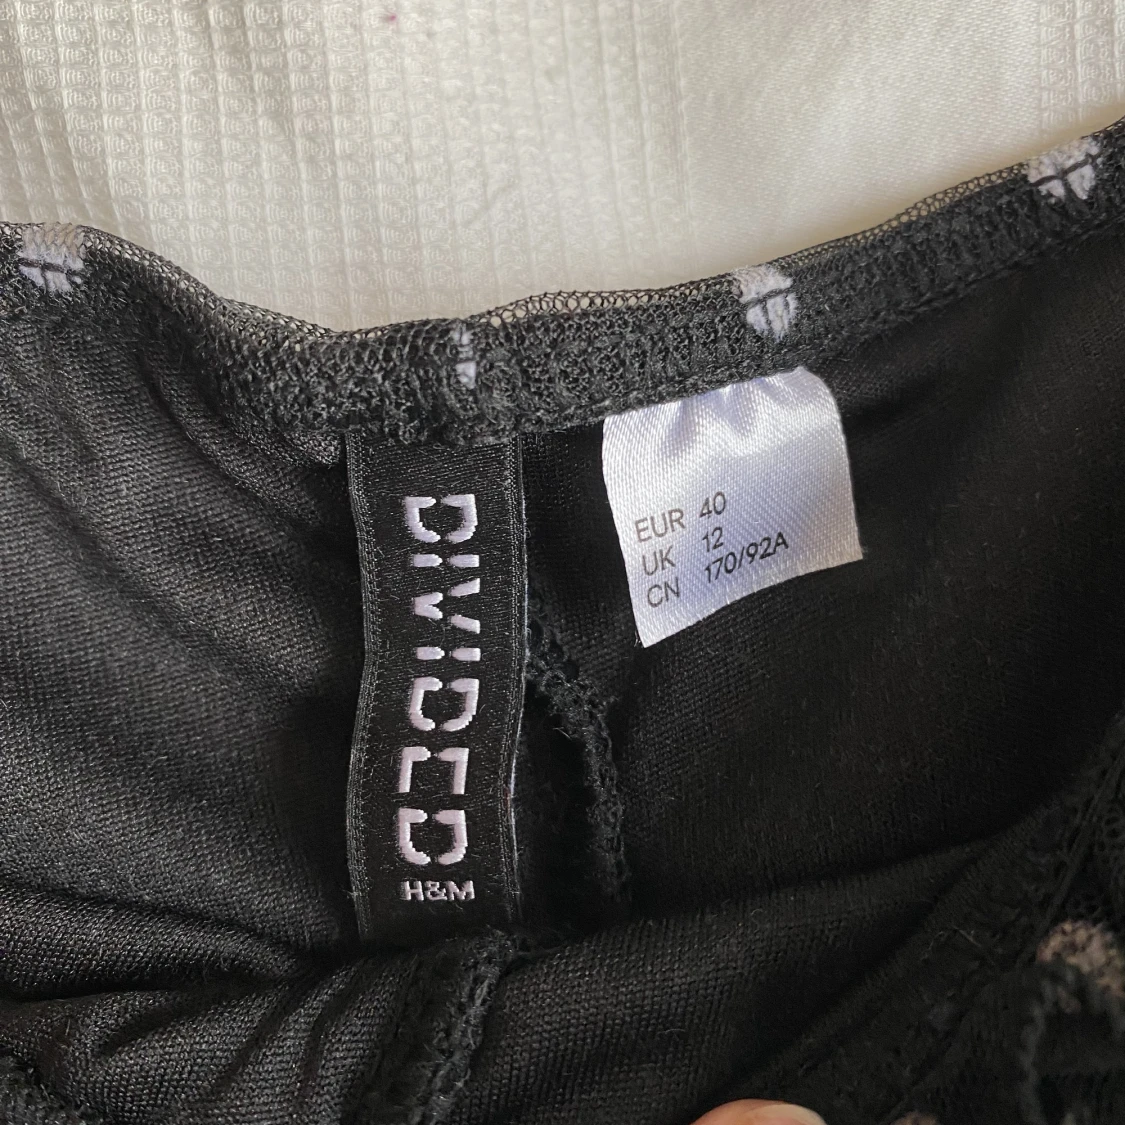 DIVIDED
H&M
EUR 40
UK 12
CN 170/92A